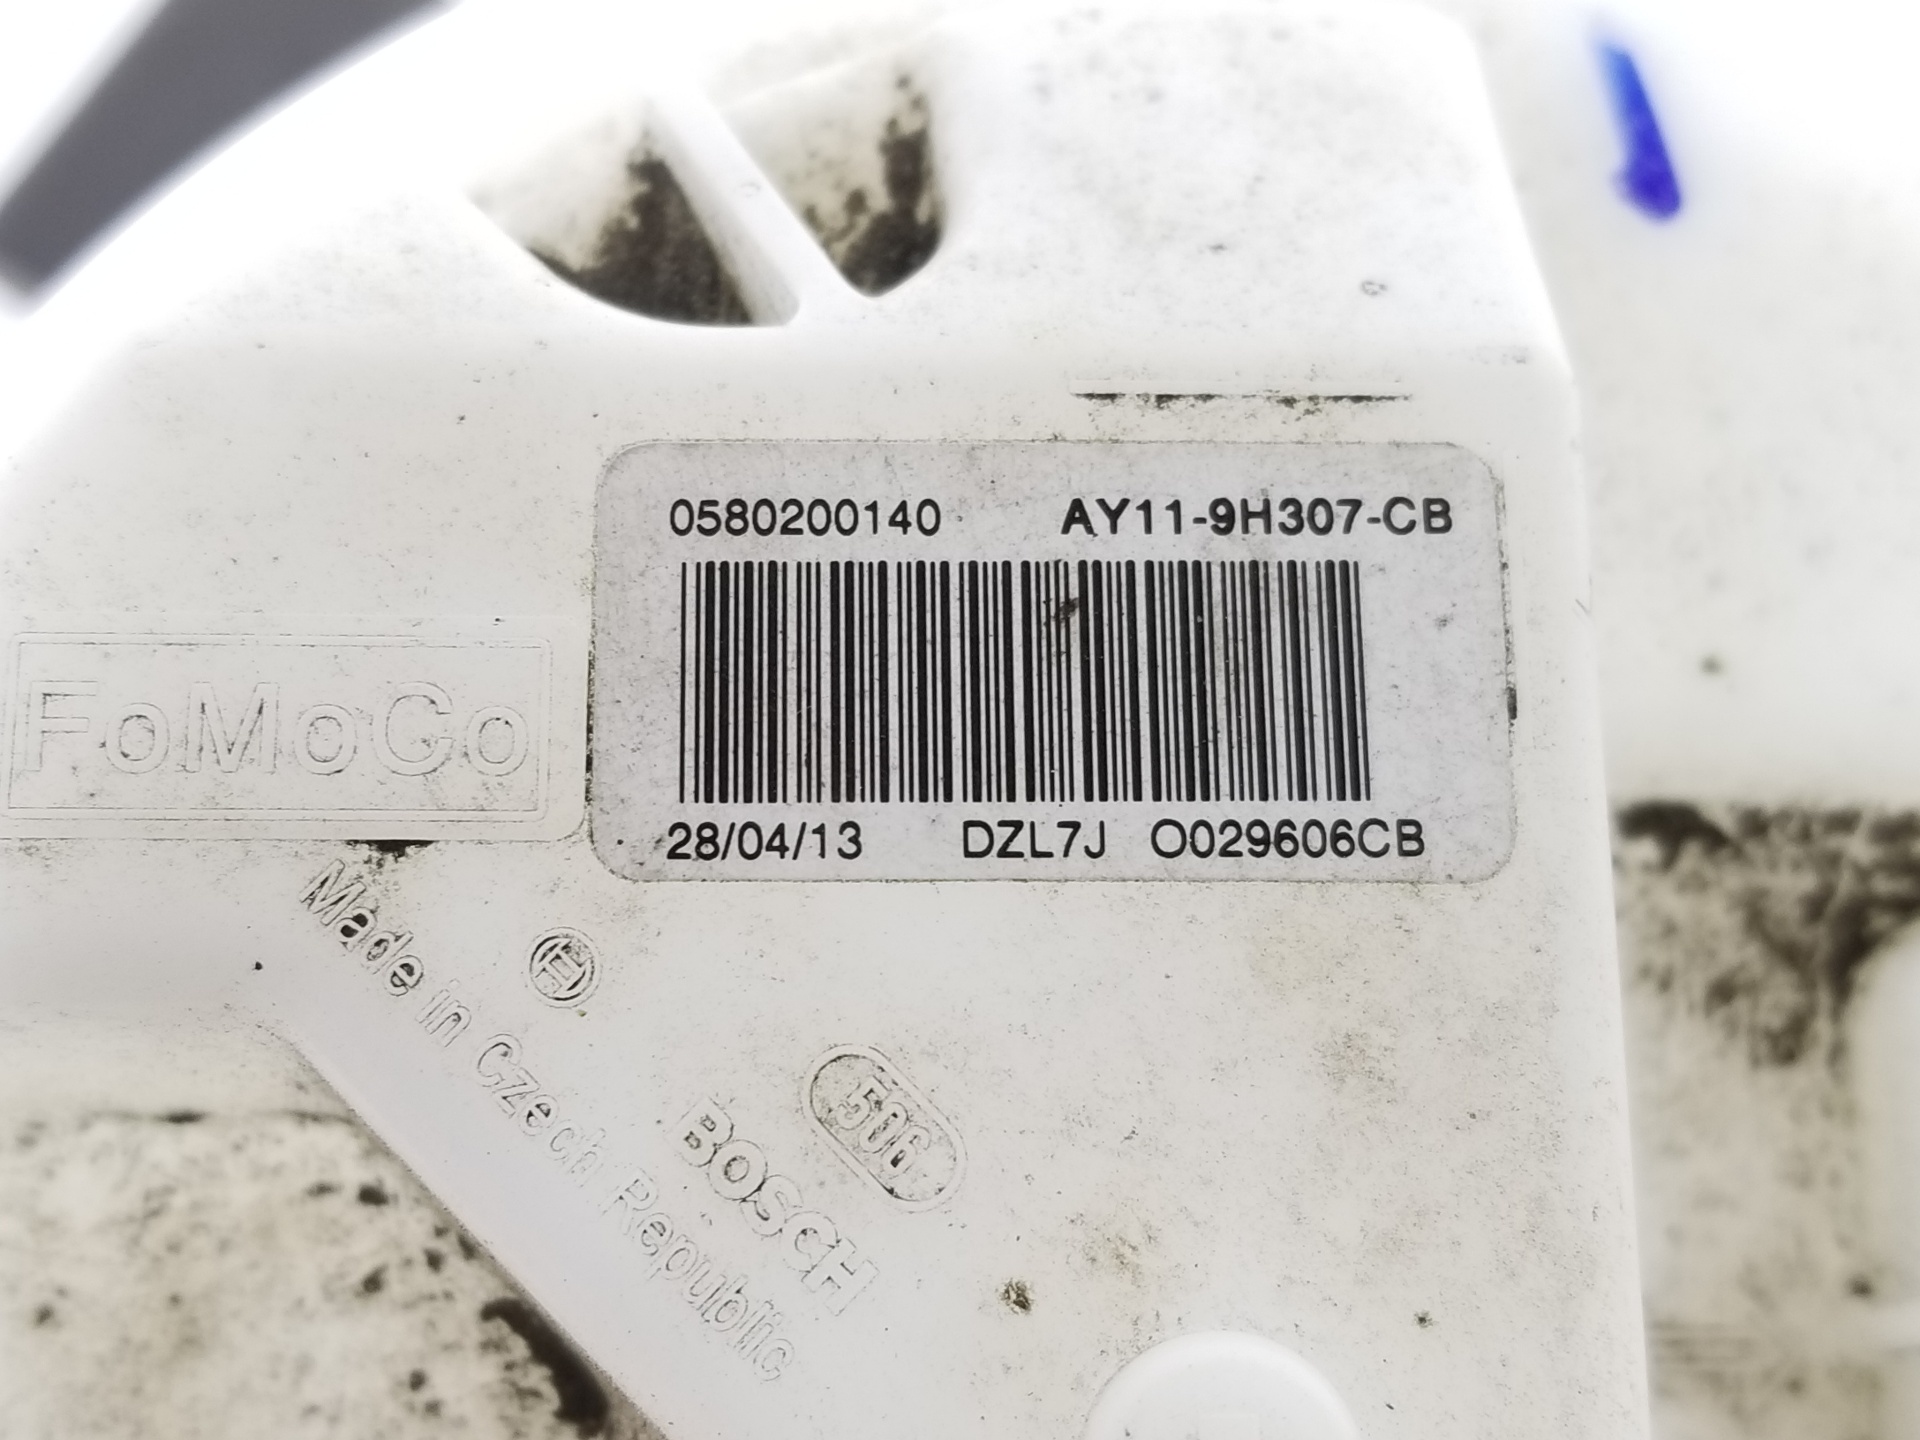 0580200140 AY11-9H307-CB
FoMoCo
28/04/13 DZL7J O029606CB
Made in Czech Republic
BOSCH
506